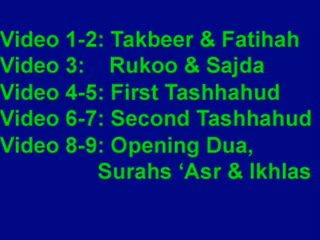 Video 1-2: Takbeer & Fatihah
Video 3: Rukoo & Sajda
Video 4-5: First Tashhahud
Video 6-7: Second Tashhahud
Video 8-9: Opening Dua,
Surahs ‘Asr & Ikhlas